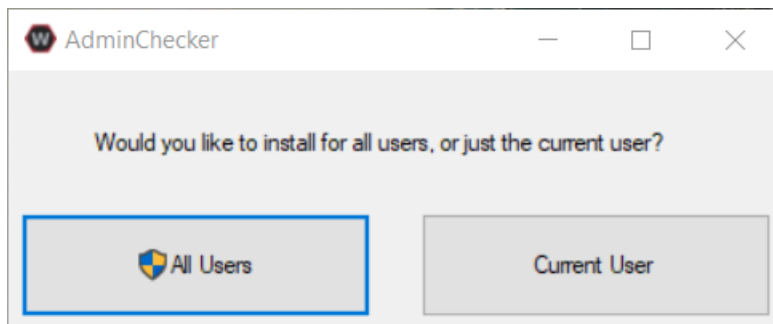 W AdminChecker
Would you like to install for all users, or just the current user?
All Users
Current User